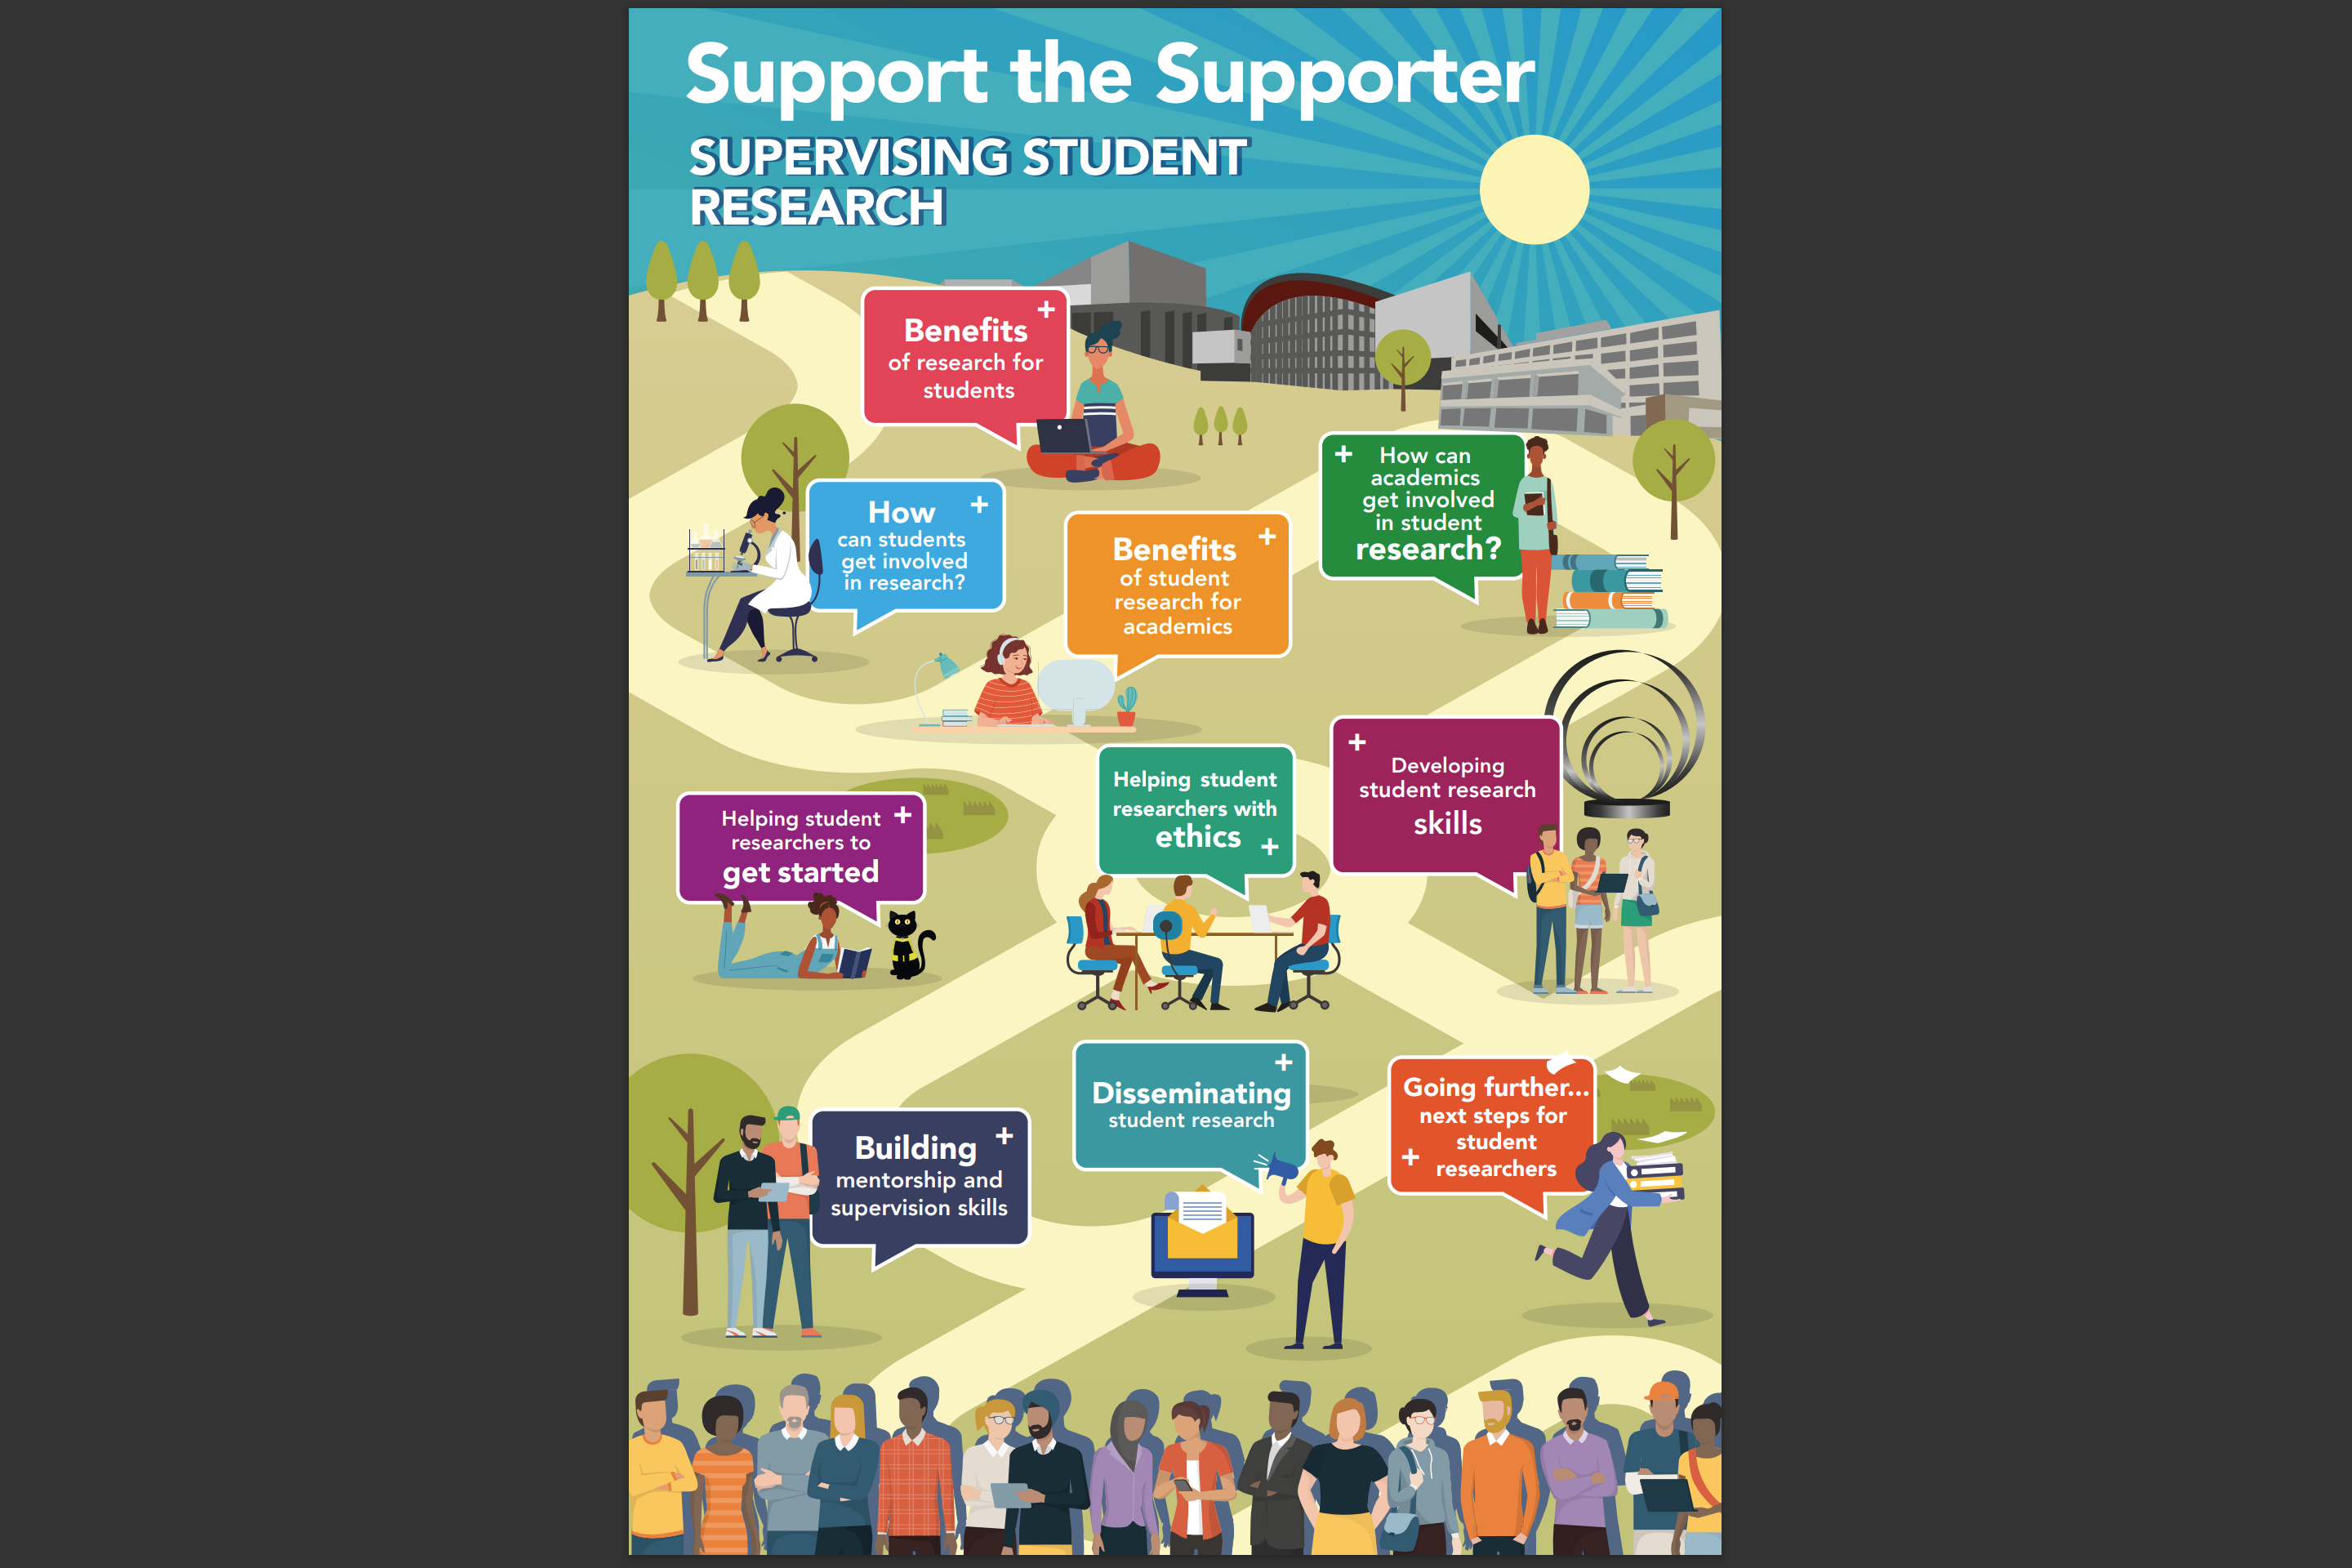 Support the Supporter
SUPERVISING STUDENT
RESEARCH
+
Benefits
of research for
students
+
How
can students
get involved
in research?
+
Benefits
of student
research for
academics
+
How can
academics
get involved
in student
research?
+
Helping student
researchers to
get started
Helping student
researchers with
ethics
+
+
Developing
student research
skills
+
Building
mentorship and
supervision skills
+
Disseminating
student research
Going further...
next steps for
student
+
researchers